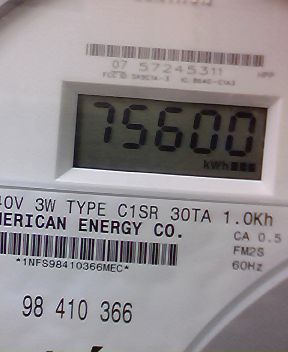 07 57245311
HPP
75600
kWh
40V 3W TYPE C1SR 30TA 1.0Kh
MERICAN ENERGY CO.
CA 0.5
FM2S
60Hz
*1NFS98410366MEC*
98 410 366